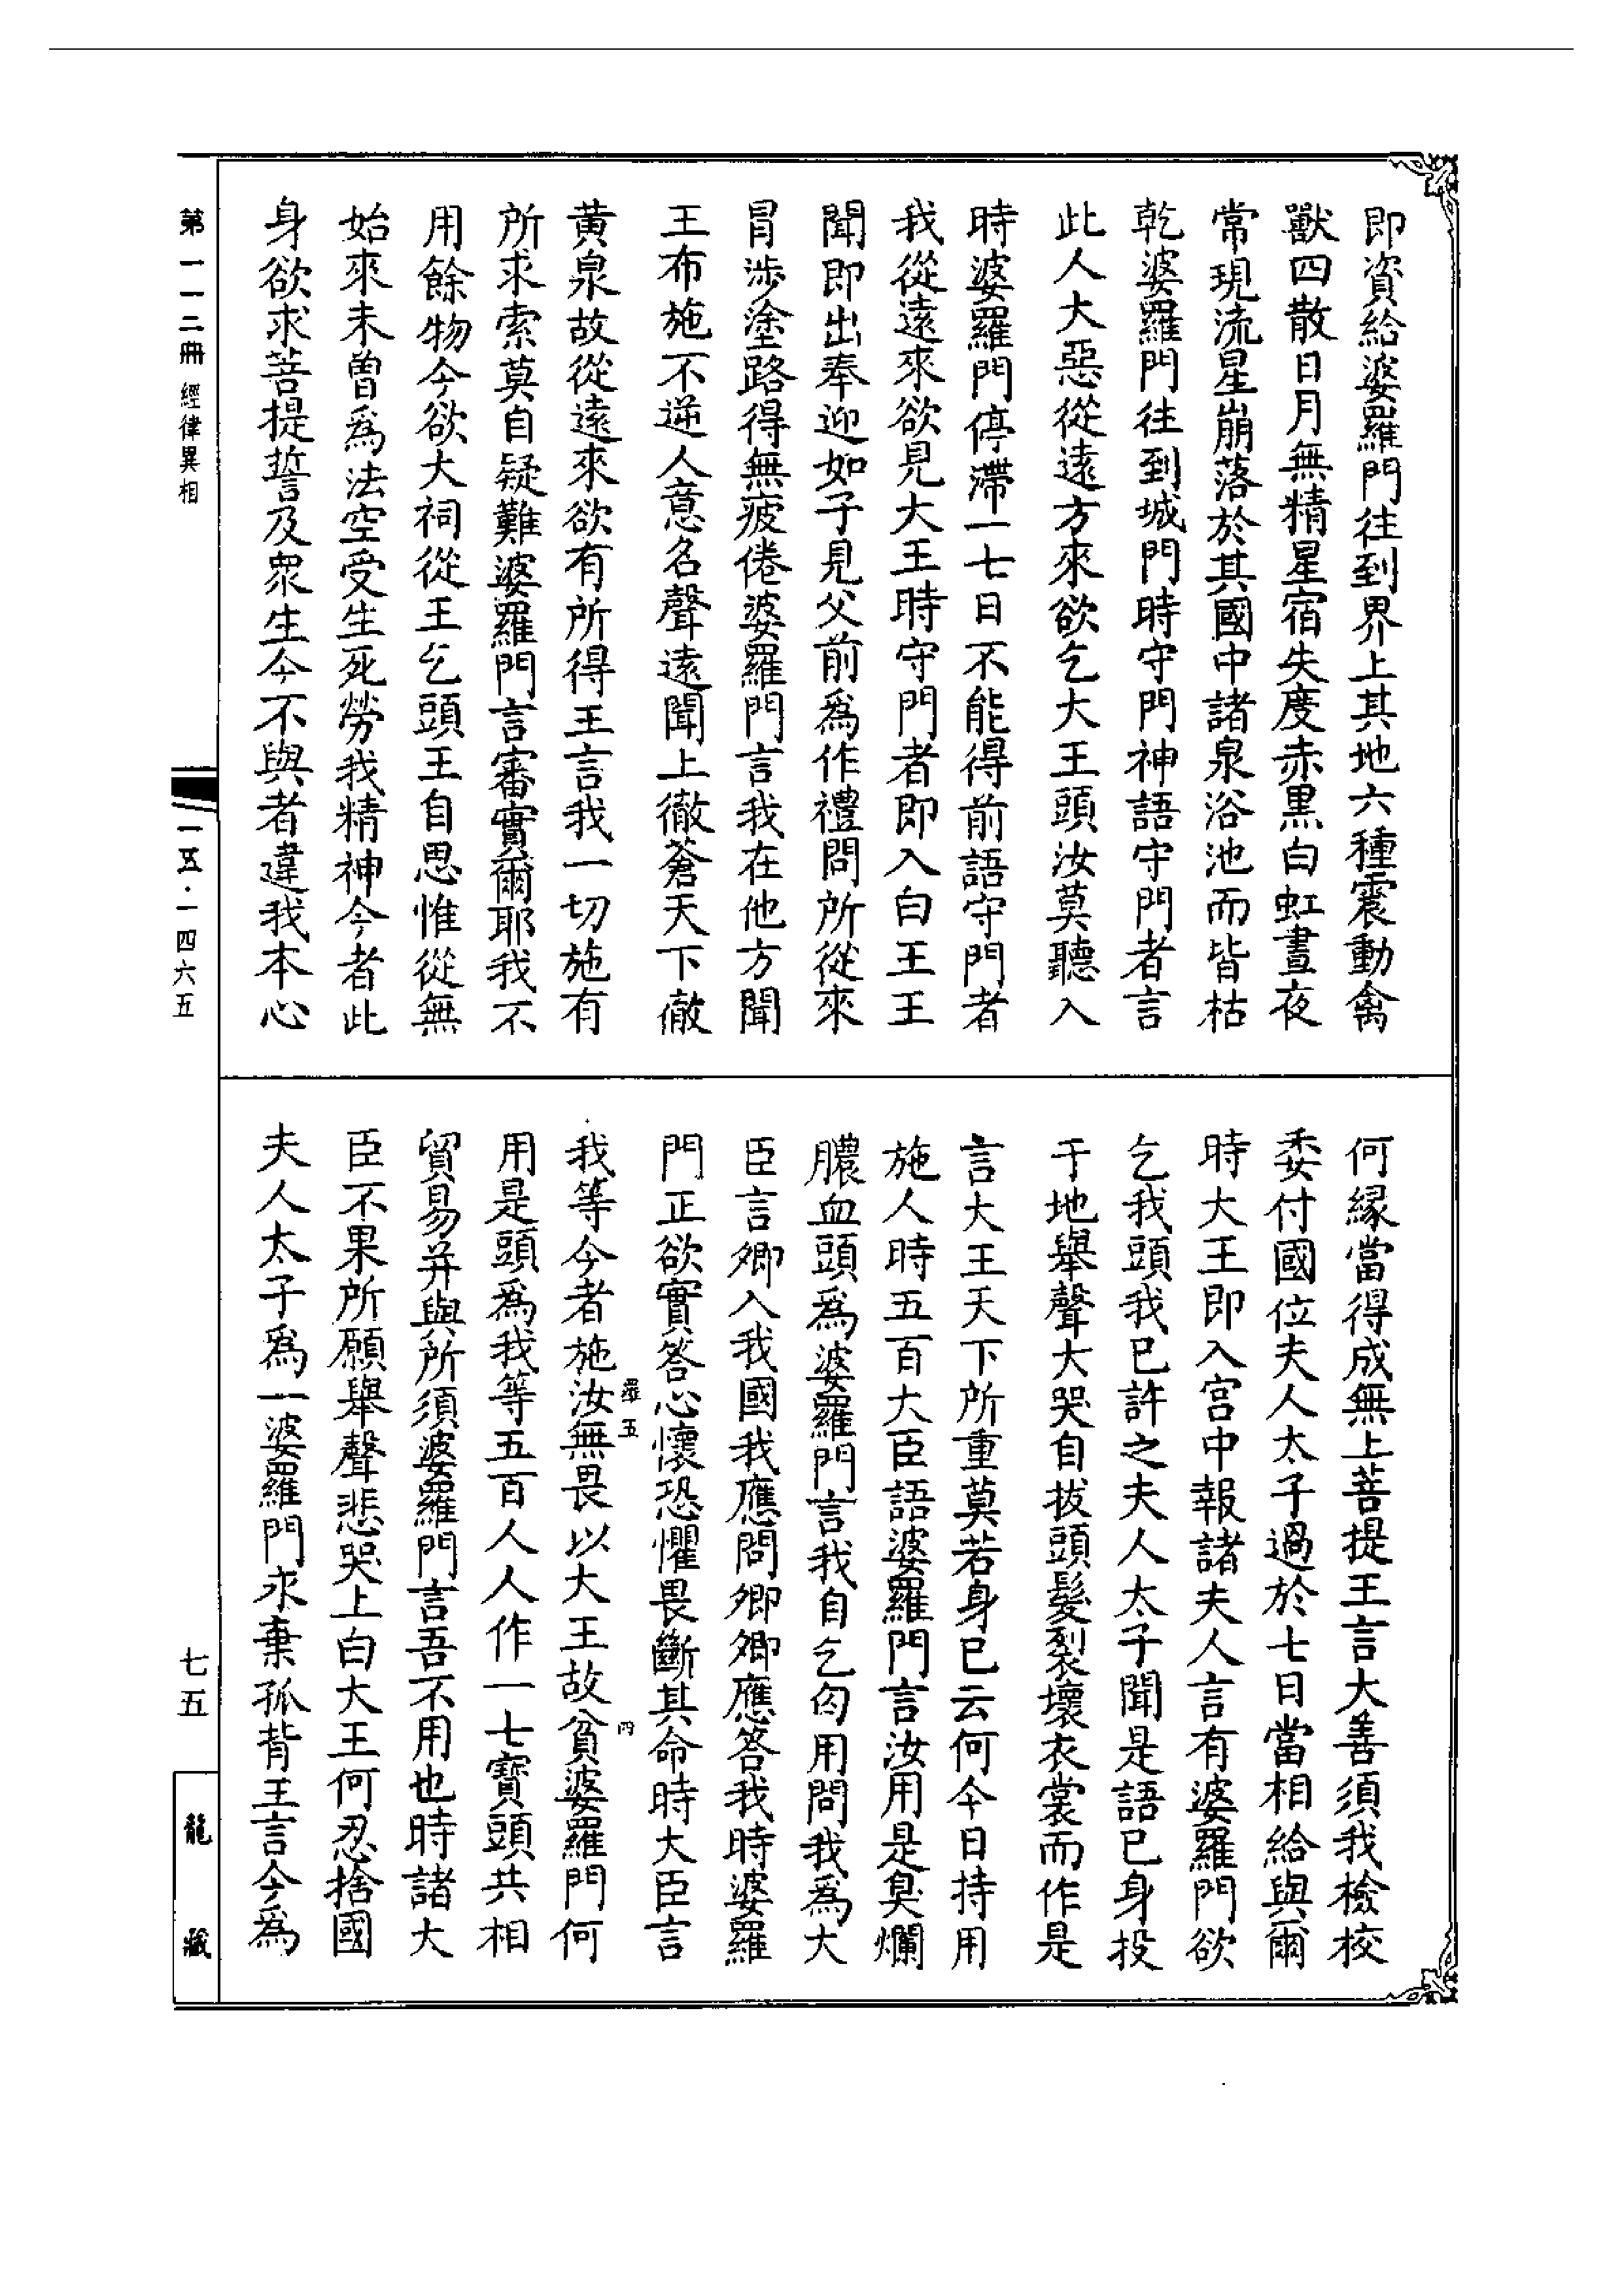 即資給婆羅門往到界上其地六種震動禽
獸四散日月無精星宿失度赤黒白虹晝夜
常現流星崩落於其國中諸泉浴池而皆枯
乾婆羅門往到城門時守門神語守門者言
此人大惡從遠方來欲乞大王頭汝莫聽入
時婆羅門停滯一七日不能得前語守門者
我從遠來欲見大王時守門者即入白王王
聞即出奉迎如子見父前爲作禮問所從來
冒涉塗路得無疲倦婆羅門言我在他方聞
王布施不逆人意名聲遠聞上徹蒼天下徹
黄泉故從遠來欲有所得王言我一切施有
所求索莫自疑難婆羅門言審實爾耶我不
用餘物今欲大祠從王乞頭王自思惟從無
始來未曾爲法空受生死勞我精神今者此
身欲求菩提誓及衆生今不與者違我本心
何縁當得成無上菩提王言大善須我檢校
委付國位夫人太子過於七日當相給與爾
時大王即入宫中報諸夫人言有婆羅門欲
乞我頭我已許之夫人太子聞是語已身投
于地舉聲大哭自拔頭髮裂壞衣裳而作是
言大王天下所重莫若身已云何今日持用
施人時五百大臣語婆羅門言汝用是臭爛
膿血頭爲婆羅門言我自乞匃用問我爲大
臣言卿入我國我應問卿卿應答我時婆羅
門正欲實答心懷恐懼畏斷其命時大臣言
我等今者施汝無畏以大王故貧婆羅門何
用是頭爲我等五百人人作一七寶頭共相
貿易并與所須婆羅門言吾不用也時諸大
臣不果所願舉聲悲哭上白大王何忍捨國
夫人太子爲一婆羅門永棄孤背王言今爲
羣五
四
第一一二冊 經律異相
一五·一四六五
七五
龍藏